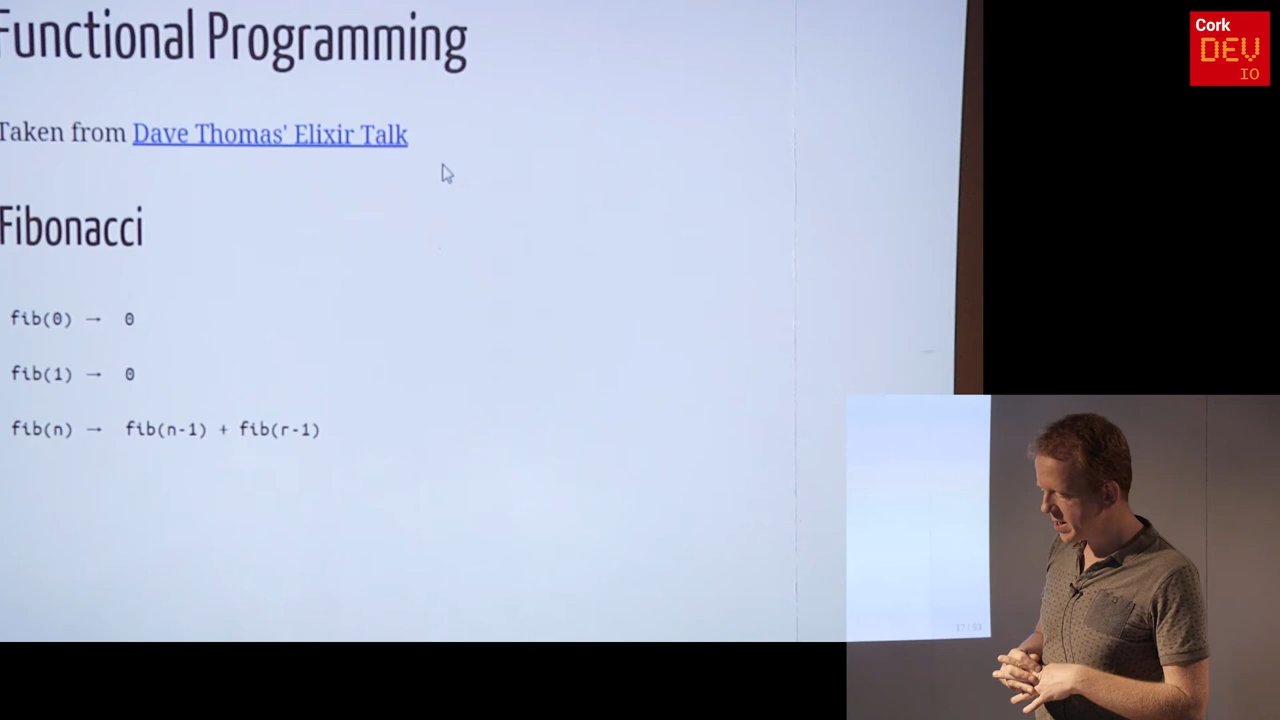 Functional Programming
Taken from Dave Thomas' Elixir Talk
Fibonacci
fib(0) → 0
fib(1) → 0
fib(n) → fib(n-1) + fib(r-1)
Cork
DEV
IO